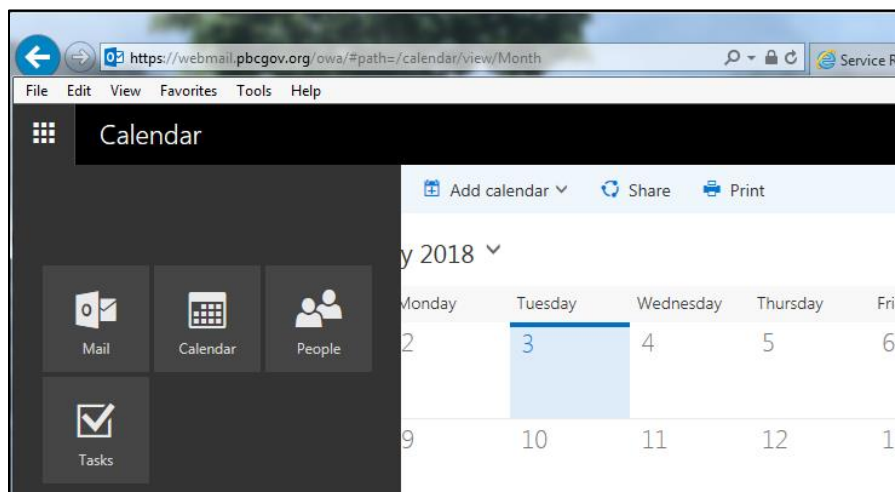 https://webmail.pbcgov.org/owa/#path=/calendar/view/Month
Service R
File Edit View Favorites Tools Help
Calendar
Add calendar Share Print
y 2018
Monday Tuesday Wednesday Thursday Fri
Mail Calendar People
2 3 4 5 6
Tasks
9 10 11 12 1